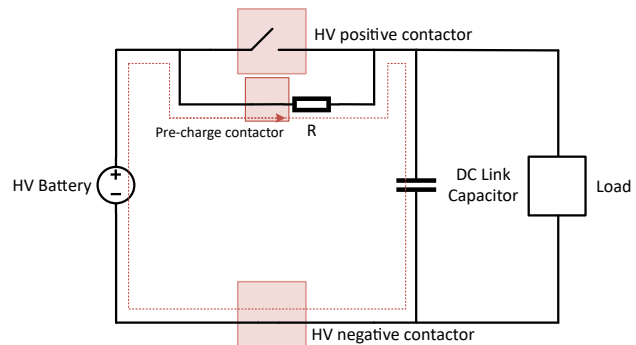 HV positive contactor
Pre-charge contactor
R
HV Battery
+
−
DC Link
Capacitor
Load
HV negative contactor